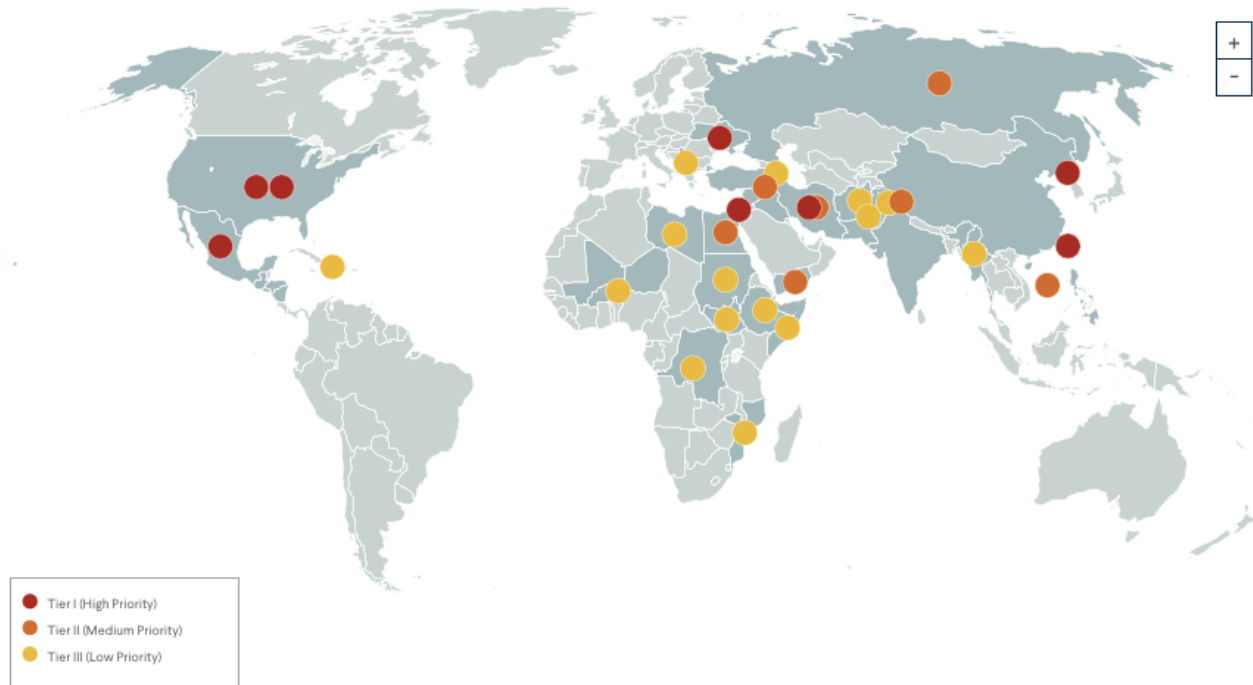 +
-
Tier I (High Priority)
Tier II (Medium Priority)
Tier III (Low Priority)